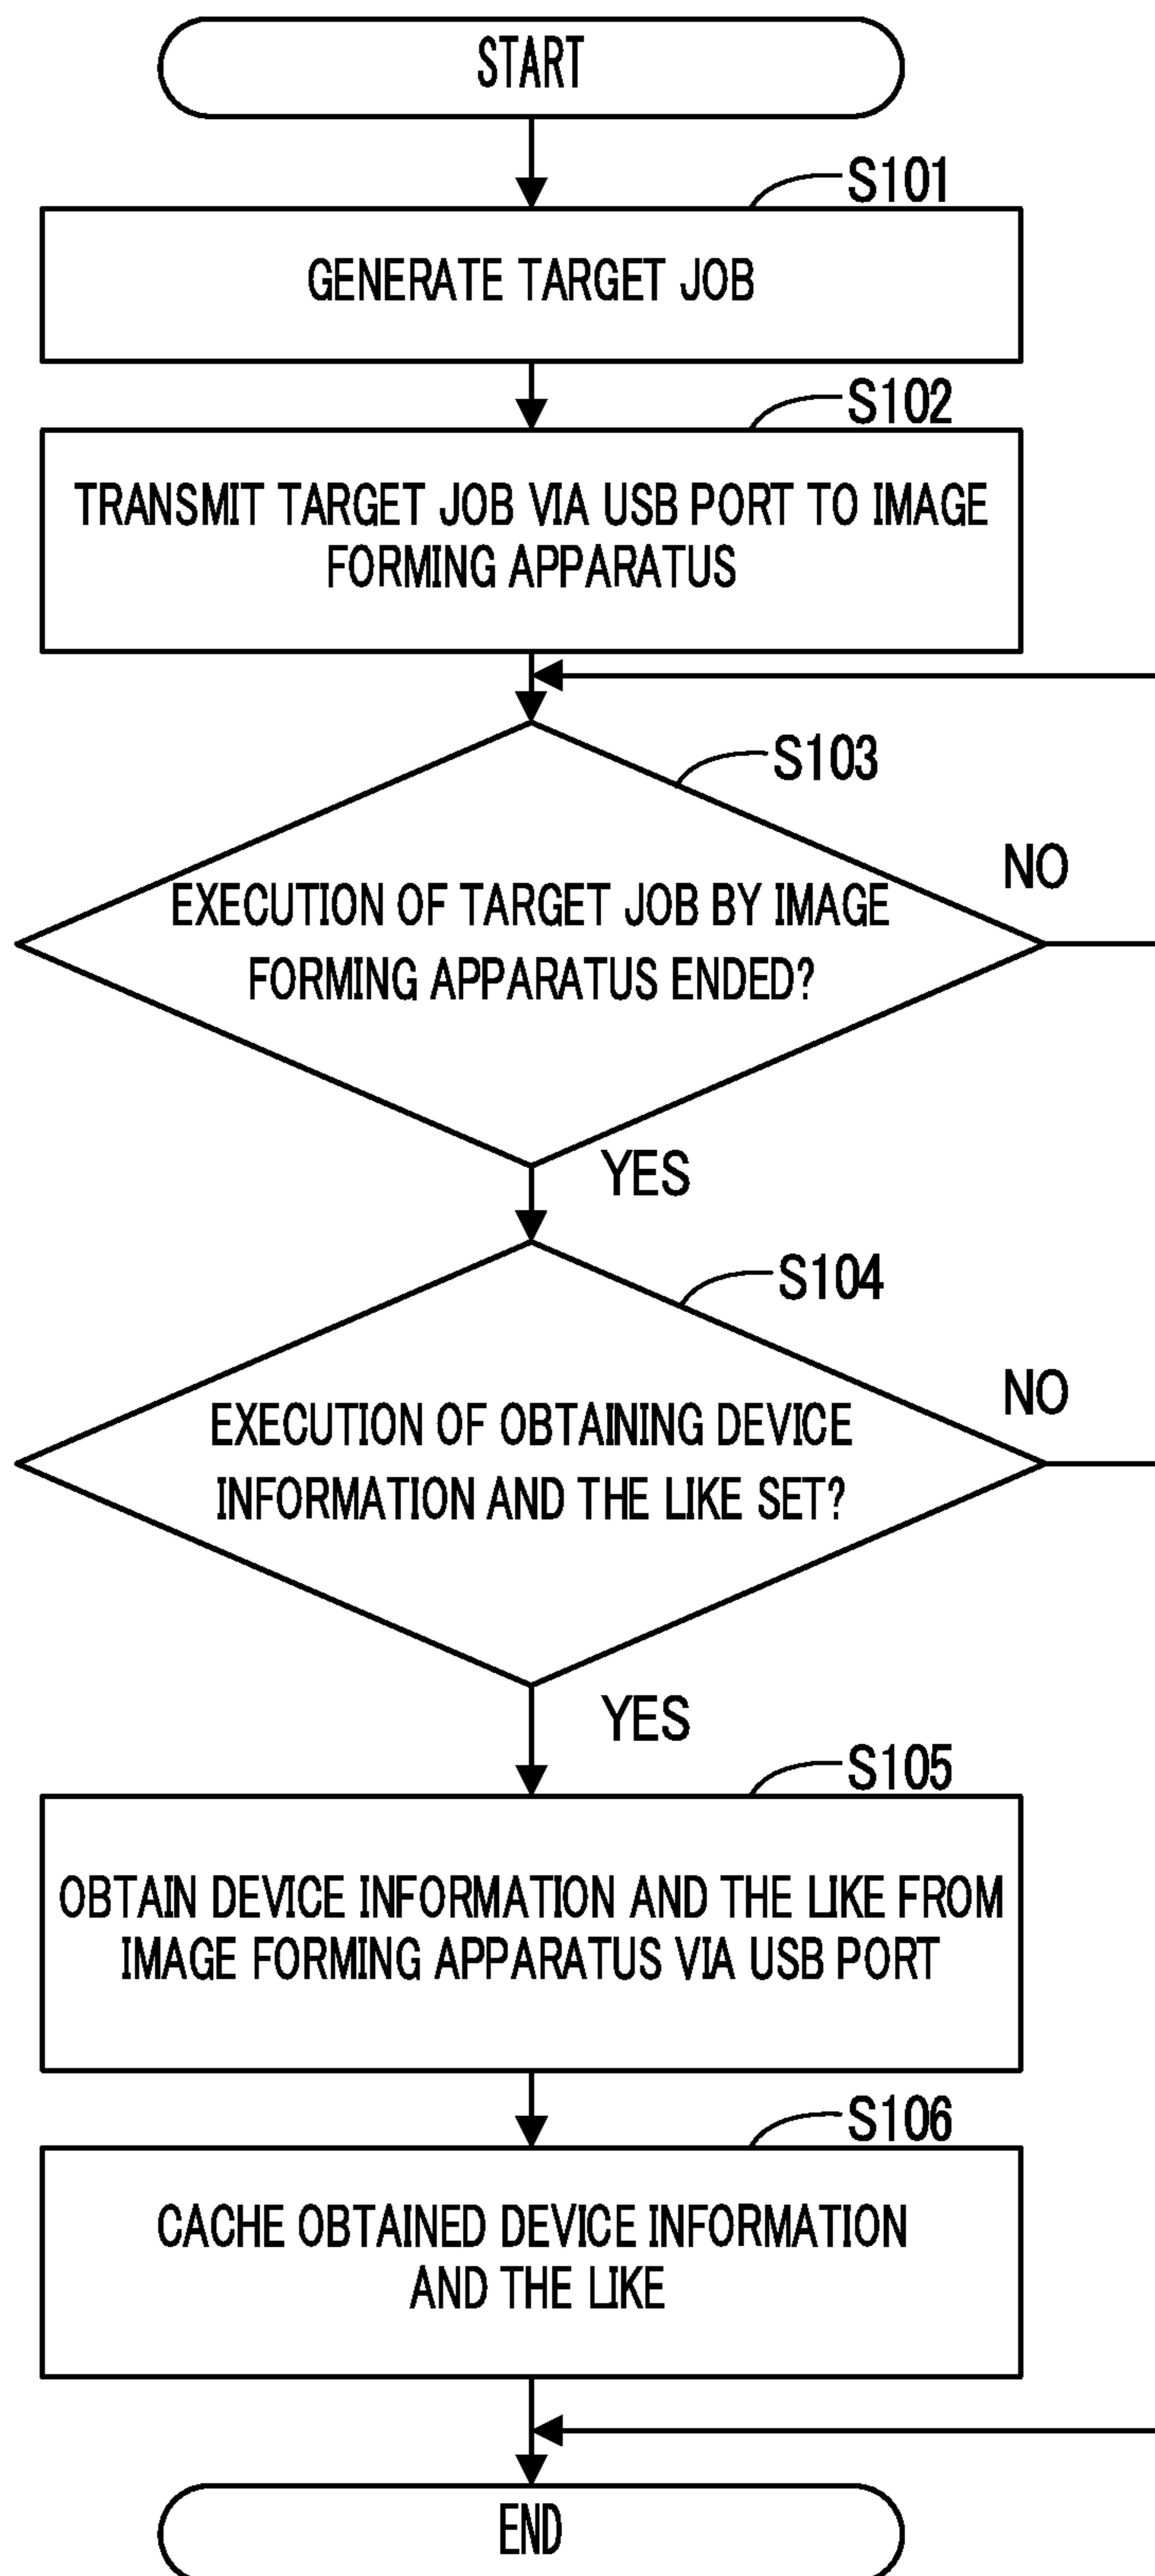 START
S101
GENERATE TARGET JOB
S102
TRANSMIT TARGET JOB VIA USB PORT TO IMAGE
FORMING APPARATUS
S103
NO
EXECUTION OF TARGET JOB BY IMAGE
FORMING APPARATUS ENDED?
YES
S104
NO
EXECUTION OF OBTAINING DEVICE
INFORMATION AND THE LIKE SET?
YES
S105
OBTAIN DEVICE INFORMATION AND THE LIKE FROM
IMAGE FORMING APPARATUS VIA USB PORT
S106
CACHE OBTAINED DEVICE INFORMATION
AND THE LIKE
END